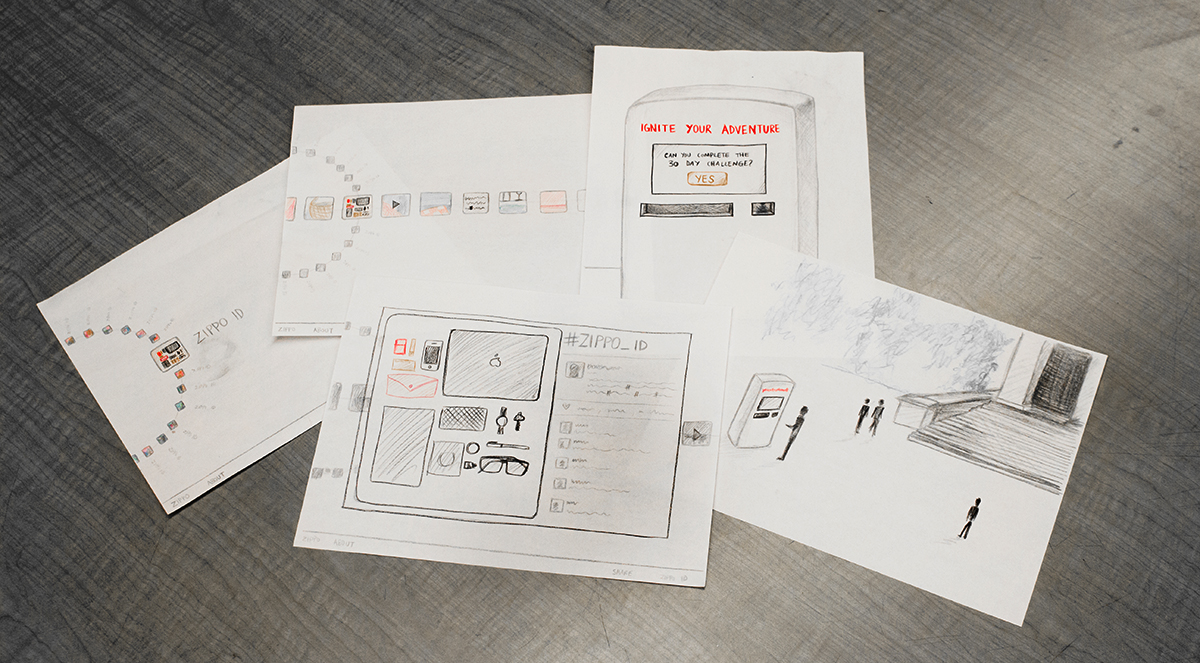 IGNITE YOUR ADVENTURE
CAN YOU COMPLETE THE
30 DAY CHALLENGE?
YES
ZIPPO ID
ZIPPO ABOUT
ZIPPO ABOUT
#ZIPPO_ID
ZIPPO ABOUT
SHARE